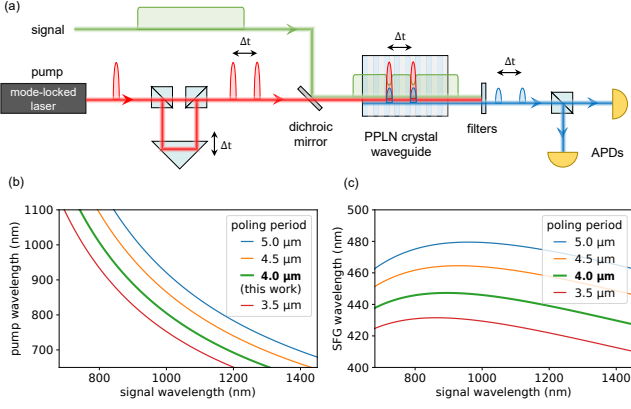 (a)
signal
Δt
pump
Δt
Δt
mode-locked
laser
Δt
dichroic
mirror
PPLN crystal
waveguide
filters
APDs
(b)
1100
1000
900
800
700
pump wavelength (nm)
poling period
5.0 μm
4.5 μm
4.0 μm
(this work)
3.5 μm
800 1000 1200 1400
signal wavelength (nm)
(c)
500
480
460
440
420
400
SFG wavelength (nm)
poling period
5.0 μm
4.5 μm
4.0 μm
(this work)
3.5 μm
800 1000 1200 1400
signal wavelength (nm)